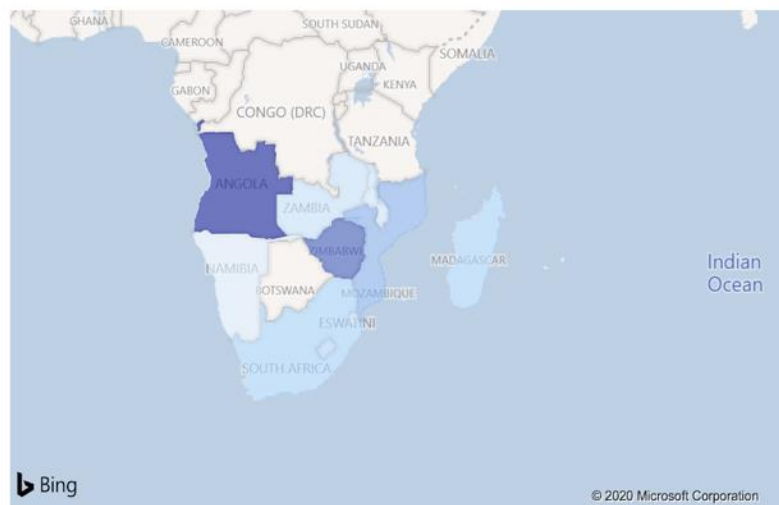 GHANA
SOUTH SUDAN
CAMEROON
SOMALIA
UGANDA
GABON
KENYA
CONGO (DRC)
TANZANIA
ANGOLA
ZAMBIA
ZIMBABWE
MADAGASCAR
NAMIBIA
Indian
Ocean
BOTSWANA
MOZAMBIQUE
ESWATINI
SOUTH AFRICA
Bing
© 2020 Microsoft Corporation